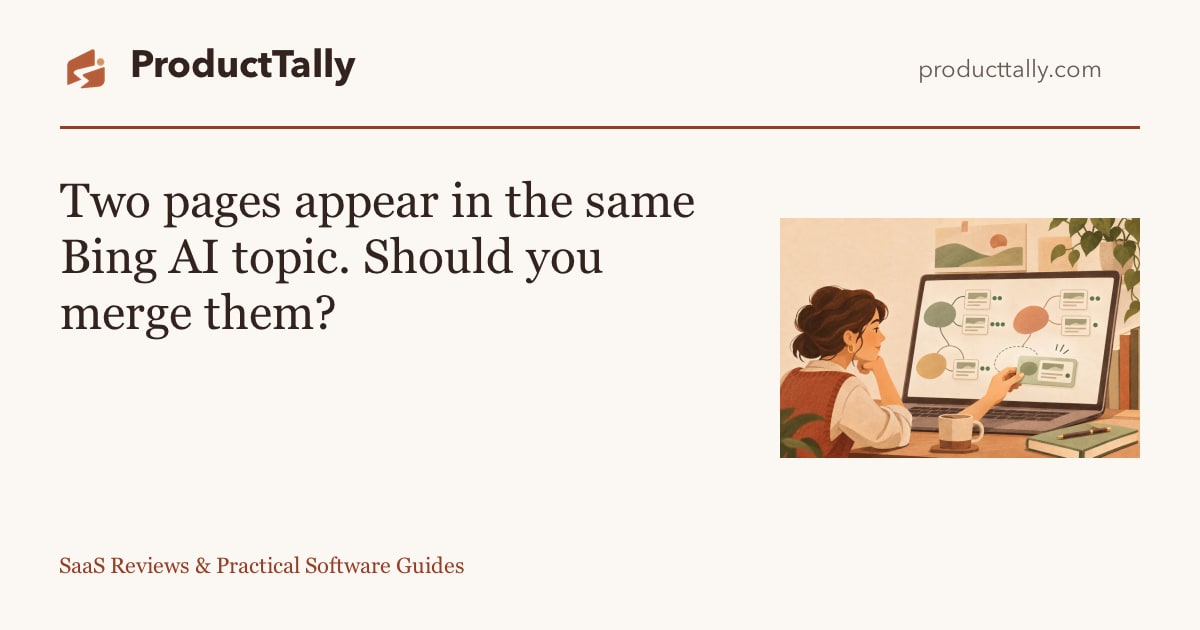 ProductTally
producttally.com
Two pages appear in the same
Bing AI topic. Should you
merge them?
SaaS Reviews & Practical Software Guides